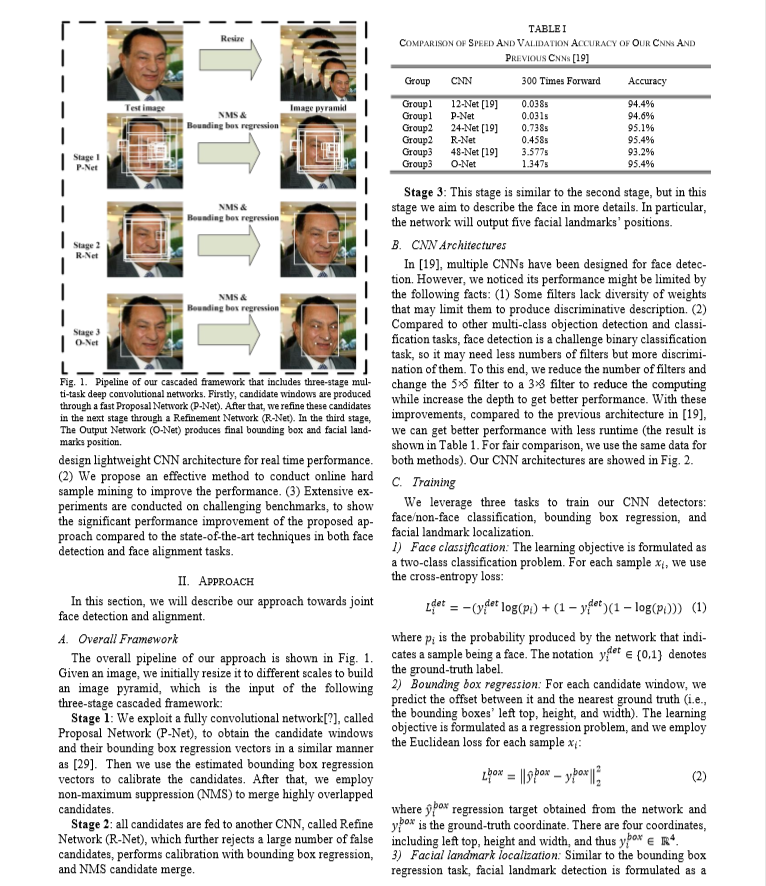 Resize
Test image
Image pyramid
NMS &
Bounding box regression
Stage 1
P-Net
NMS &
Bounding box regression
Stage 2
R-Net
NMS &
Bounding box regression
Stage 3
O-Net
Fig. 1. Pipeline of our cascaded framework that includes three-stage mul-
ti-task deep convolutional networks. Firstly, candidate windows are produced
through a fast Proposal Network (P-Net). After that, we refine these candidates
in the next stage through a Refinement Network (R-Net). In the third stage,
The Output Network (O-Net) produces final bounding box and facial land-
marks position.
design lightweight CNN architecture for real time performance.
(2) We propose an effective method to conduct online hard
sample mining to improve the performance. (3) Extensive ex-
periments are conducted on challenging benchmarks, to show
the significant performance improvement of the proposed ap-
proach compared to the state-of-the-art techniques in both face
detection and face alignment tasks.
II. APPROACH
In this section, we will describe our approach towards joint
face detection and alignment.
A. Overall Framework
The overall pipeline of our approach is shown in Fig. 1.
Given an image, we initially resize it to different scales to build
an image pyramid, which is the input of the following
three-stage cascaded framework:
Stage 1: We exploit a fully convolutional network[?], called
Proposal Network (P-Net), to obtain the candidate windows
and their bounding box regression vectors in a similar manner
as [29]. Then we use the estimated bounding box regression
vectors to calibrate the candidates. After that, we employ
non-maximum suppression (NMS) to merge highly overlapped
candidates.
Stage 2: all candidates are fed to another CNN, called Refine
Network (R-Net), which further rejects a large number of false
candidates, performs calibration with bounding box regression,
and NMS candidate merge.
TABLE I
COMPARISON OF SPEED AND VALIDATION ACCURACY OF OUR CNNS AND
PREVIOUS CNNS [19]
Group CNN 300 Times Forward Accuracy
Group1 12-Net [19] 0.038s 94.4%
Group1 P-Net 0.031s 94.6%
Group2 24-Net [19] 0.738s 95.1%
Group2 R-Net 0.458s 95.4%
Group3 48-Net [19] 3.577s 93.2%
Group3 O-Net 1.347s 95.4%
Stage 3: This stage is similar to the second stage, but in this
stage we aim to describe the face in more details. In particular,
the network will output five facial landmarks' positions.
B. CNN Architectures
In [19], multiple CNNs have been designed for face detec-
tion. However, we noticed its performance might be limited by
the following facts: (1) Some filters lack diversity of weights
that may limit them to produce discriminative description. (2)
Compared to other multi-class objection detection and classi-
fication tasks, face detection is a challenge binary classification
task, so it may need less numbers of filters but more discrimi-
nation of them. To this end, we reduce the number of filters and
change the 5×5 filter to a 3×3 filter to reduce the computing
while increase the depth to get better performance. With these
improvements, compared to the previous architecture in [19],
we can get better performance with less runtime (the result is
shown in Table 1. For fair comparison, we use the same data for
both methods). Our CNN architectures are showed in Fig. 2.
C. Training
We leverage three tasks to train our CNN detectors:
face/non-face classification, bounding box regression, and
facial landmark localization.
1) Face classification: The learning objective is formulated as
a two-class classification problem. For each sample xᵢ, we use
the cross-entropy loss:
L_i^{det} = −(y_i^{det} log(p_i) + (1 − y_i^{det})(1 − log(p_i))) (1)
where p_i is the probability produced by the network that indi-
cates a sample being a face. The notation y_i^{det} ∈ {0,1} denotes
the ground-truth label.
2) Bounding box regression: For each candidate window, we
predict the offset between it and the nearest ground truth (i.e.,
the bounding boxes' left top, height, and width). The learning
objective is formulated as a regression problem, and we employ
the Euclidean loss for each sample x_i:
L_i^{box} = ‖ŷ_i^{box} − y_i^{box}‖_2^2 (2)
where ŷ_i^{box} regression target obtained from the network and
y_i^{box} is the ground-truth coordinate. There are four coordinates,
including left top, height and width, and thus y_i^{box} ∈ ℝ^4.
3) Facial landmark localization: Similar to the bounding box
regression task, facial landmark detection is formulated as a